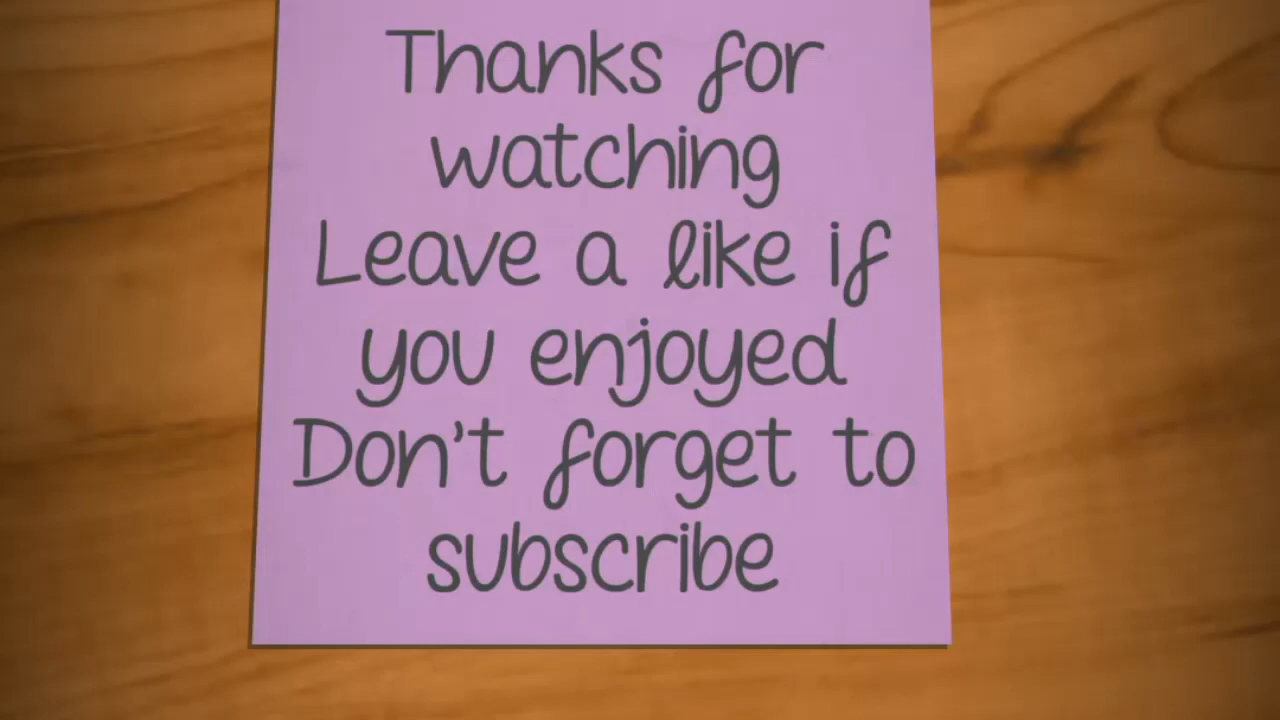 Thanks for
watching
Leave a like if
you enjoyed
Don't forget to
subscribe